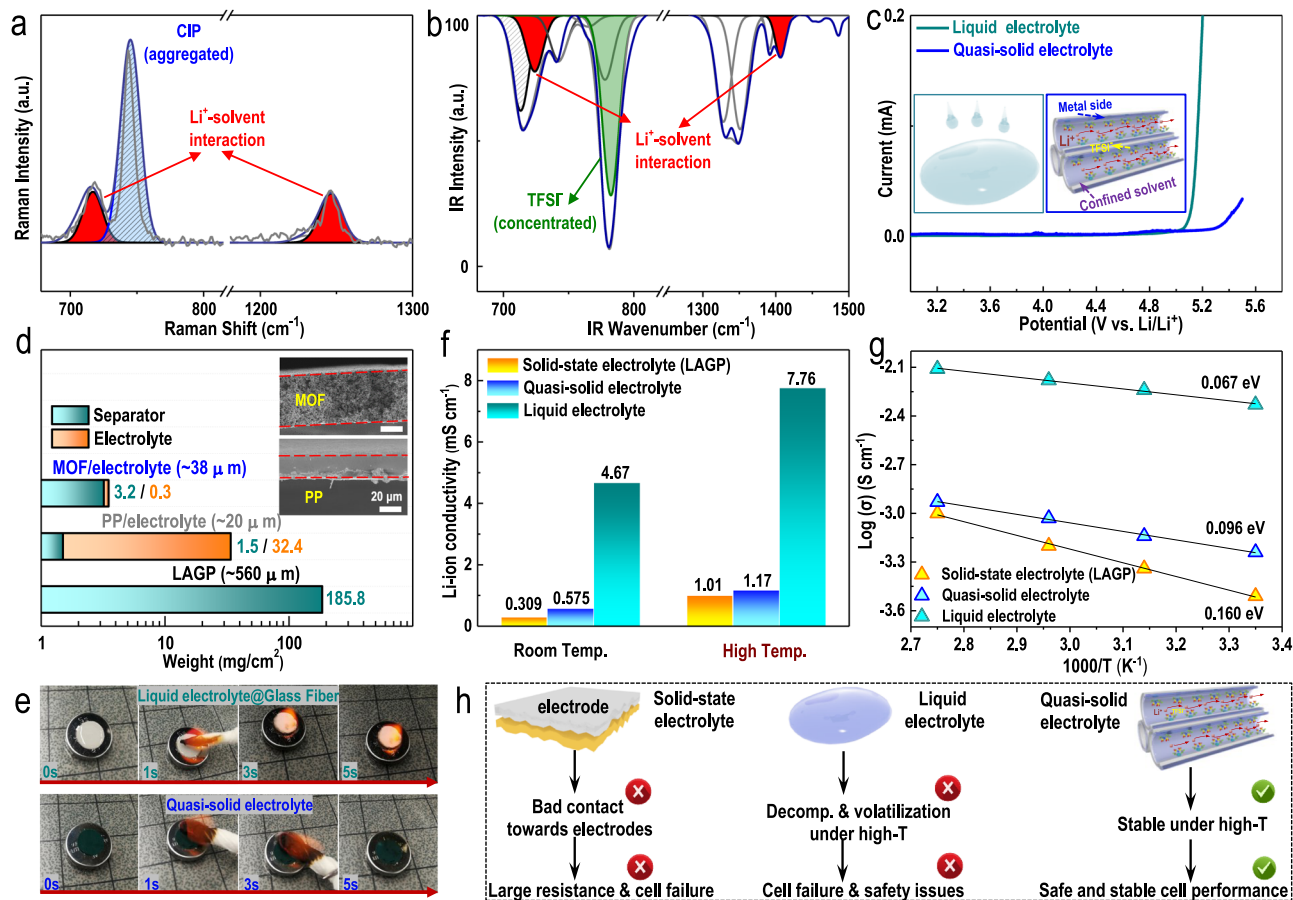 a
CIP
(aggregated)
Li⁺-solvent
interaction
Raman Intensity (a.u.)
700
800
1200
1300
Raman Shift (cm⁻¹)
b
100
0
IR Intensity (a.u.)
Li⁺-solvent
interaction
TFSI⁻
(concentrated)
700
800
1300
1400
1500
IR Wavenumber (cm⁻¹)
c
0.2
0.0
Current (mA)
Liquid electrolyte
Quasi-solid electrolyte
Metal side
Li⁺
TFSI⁻
Confined solvent
3.2
4.0
4.8
5.6
Potential (V vs. Li/Li⁺)
d
Separator
Electrolyte
MOF
PP
20 μm
MOF/electrolyte (~38 μ m)
3.2 / 0.3
PP/electrolyte (~20 μ m)
1.5 / 32.4
LAGP (~560 μ m)
185.8
1
10
100
Weight (mg/cm²)
f
Solid-state electrolyte (LAGP)
Quasi-solid electrolyte
Liquid electrolyte
8
6
4
2
0
Li-ion conductivity (mS cm⁻¹)
0.309
0.575
4.67
1.01
1.17
7.76
Room Temp.
High Temp.
g
-2.1
-2.4
-2.7
-3.0
-3.3
-3.6
Log (σ) (S cm⁻¹)
0.067 eV
0.096 eV
0.160 eV
Solid-state electrolyte (LAGP)
Quasi-solid electrolyte
Liquid electrolyte
2.7
2.8
2.9
3.0
3.1
3.2
3.3
3.4
1000/T (K⁻¹)
e
Liquid electrolyte@Glass Fiber
0s
1s
3s
5s
Quasi-solid electrolyte
0s
1s
3s
5s
h
electrode
Solid-state
electrolyte
Bad contact
towards electrodes
Large resistance & cell failure
Liquid
electrolyte
Decomp. & volatilization
under high-T
Cell failure & safety issues
Quasi-solid
electrolyte
Li⁺
Stable under high-T
Safe and stable cell performance